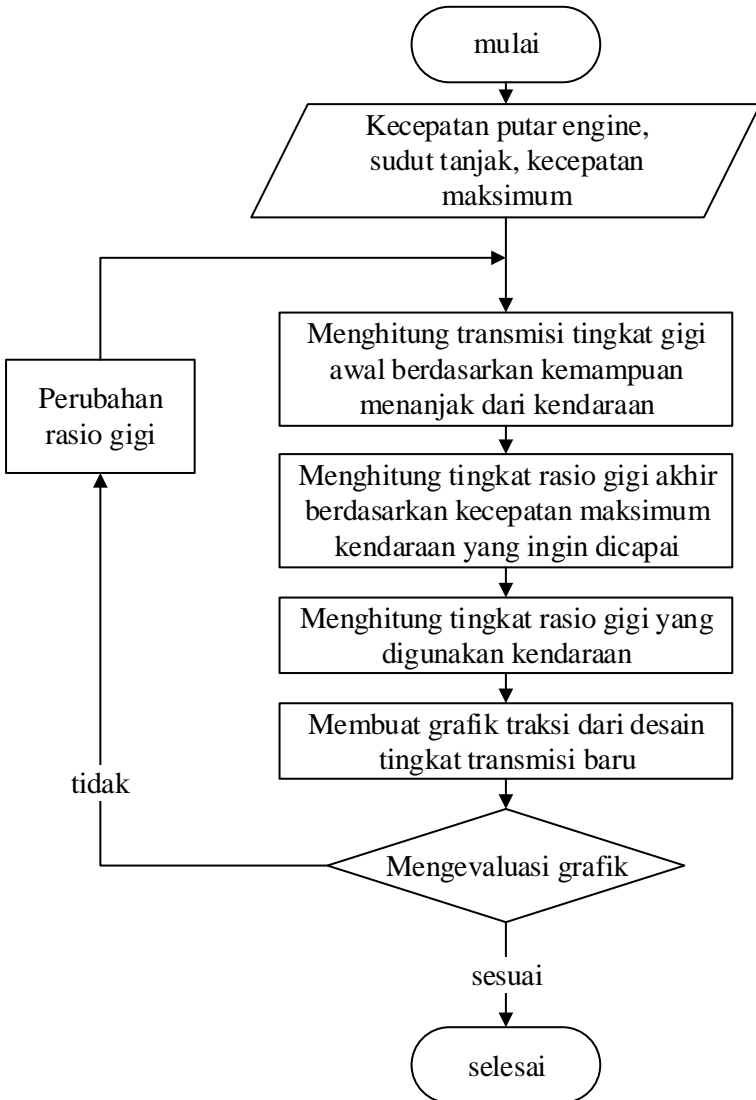 mulai
Kecepatan putar engine,
sudut tanjak, kecepatan
maksimum
Menghitung transmisi tingkat gigi
awal berdasarkan kemampuan
menanjak dari kendaraan
Perubahan
rasio gigi
Menghitung tingkat rasio gigi akhir
berdasarkan kecepatan maksimum
kendaraan yang ingin dicapai
Menghitung tingkat rasio gigi yang
digunakan kendaraan
Membuat grafik traksi dari desain
tingkat transmisi baru
tidak
Mengevaluasi grafik
sesuai
selesai